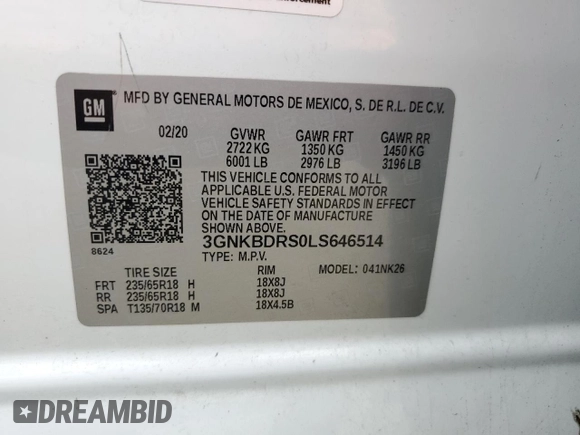 GM
MFD BY GENERAL MOTORS DE MEXICO, S. DE R.L. DE C.V.
02/20 GVWR GAWR FRT GAWR RR
2722 KG 1350 KG 1450 KG
6001 LB 2976 LB 3196 LB
THIS VEHICLE CONFORMS TO ALL
APPLICABLE U.S. FEDERAL MOTOR
VEHICLE SAFETY STANDARDS IN EFFECT
ON THE DATE OF MANUFACTURE
SHOWN ABOVE.
8624
3GNKBDRS0LS646514
TYPE: M.P.V.
TIRE SIZE RIM MODEL: 041NK26
FRT 235/65R18 H 18X8J
RR 235/65R18 H 18X8J
SPA T135/70R18 M 18X4.5B
DREAMBID